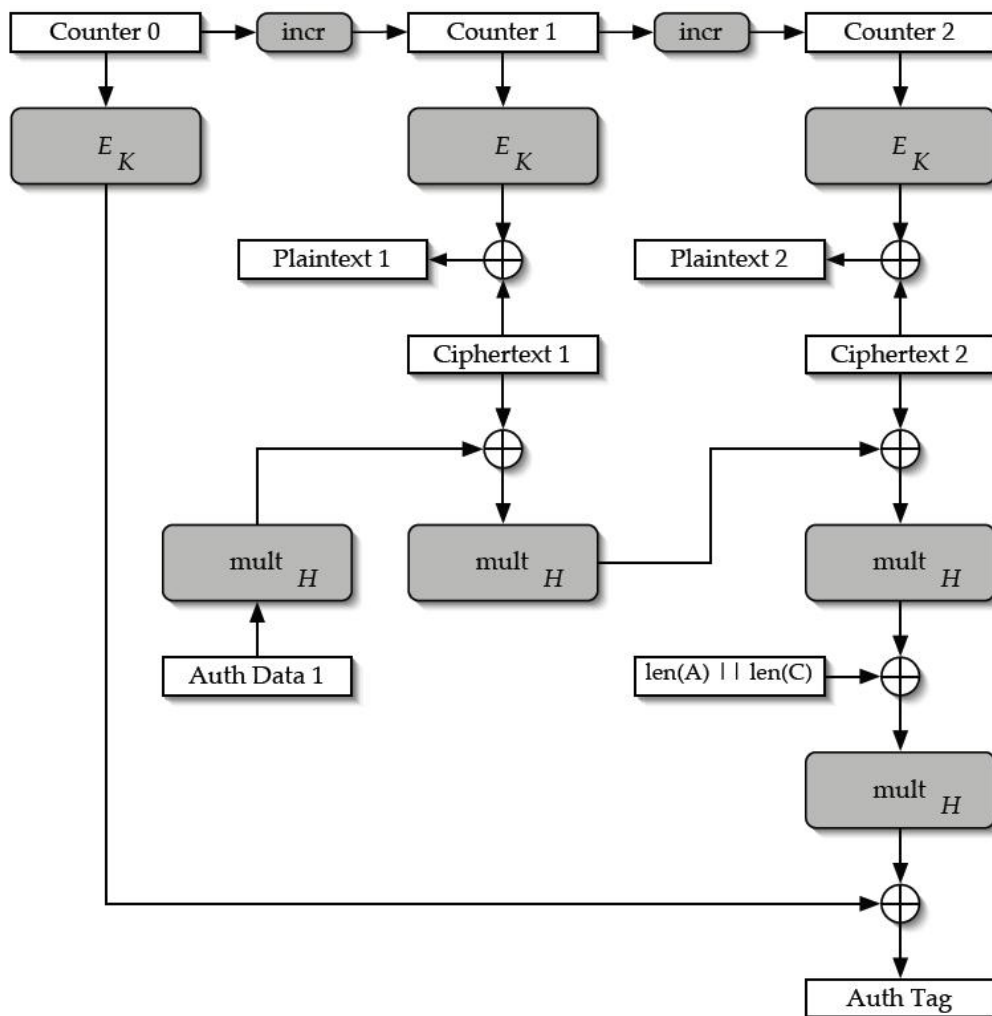 Counter 0
incr
Counter 1
incr
Counter 2
E K
E K
E K
Plaintext 1
Plaintext 2
Ciphertext 1
Ciphertext 2
mult H
mult H
mult H
Auth Data 1
len(A) || len(C)
mult H
Auth Tag